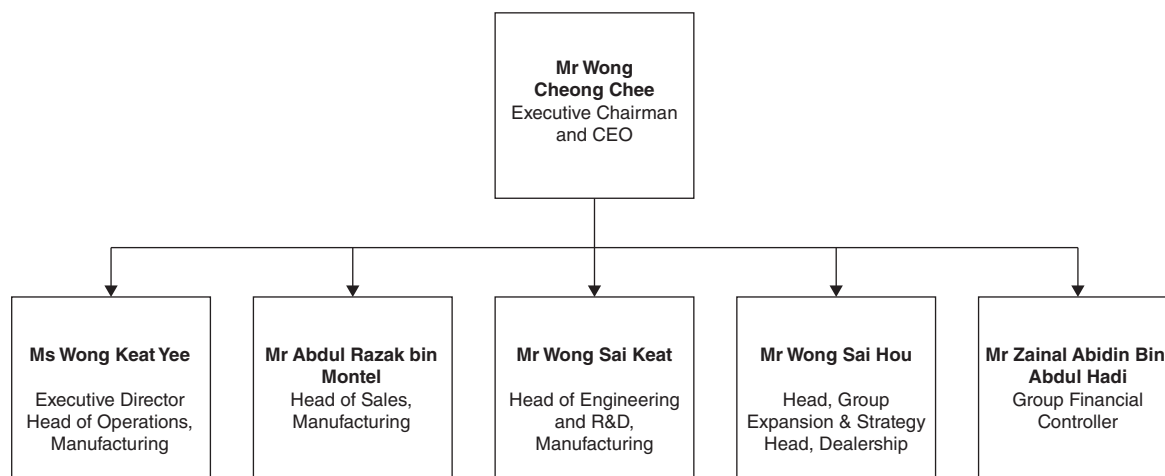 Mr Wong
Cheong Chee
Executive Chairman
and CEO
Ms Wong Keat Yee
Executive Director
Head of Operations,
Manufacturing
Mr Abdul Razak bin
Montel
Head of Sales,
Manufacturing
Mr Wong Sai Keat
Head of Engineering
and R&D,
Manufacturing
Mr Wong Sai Hou
Head, Group
Expansion & Strategy
Head, Dealership
Mr Zainal Abidin Bin
Abdul Hadi
Group Financial
Controller